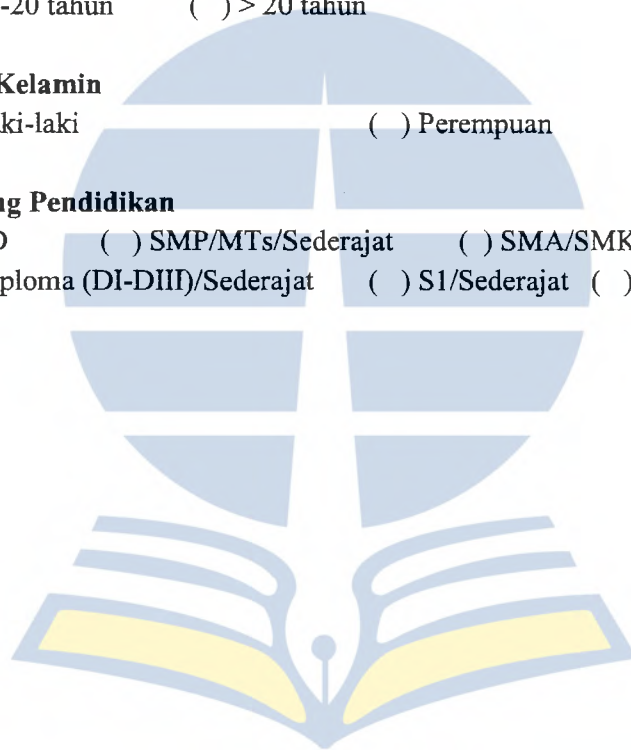 -20 tahun ( ) > 20 tahun
Kelamin
ki-laki ( ) Perempuan
ng Pendidikan
( ) SMP/MTs/Sederajat ( ) SMA/SMK
ploma (DI-DIII)/Sederajat ( ) S1/Sederajat ( )